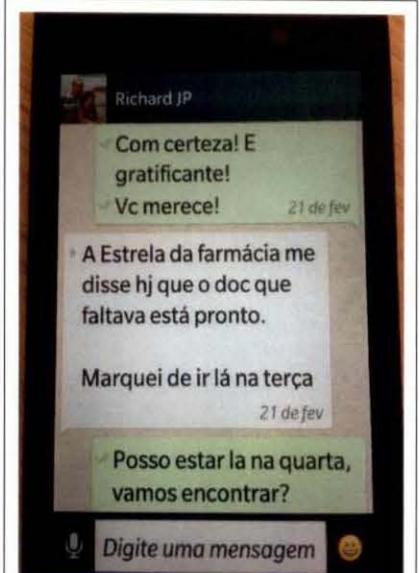 Richard JP
Com certeza! E
gratificante!
Vc merece!
21 de fev
A Estrela da farmácia me
disse hj que o doc que
faltava está pronto.
Marquei de ir lá na terça
21 de fev
Posso estar la na quarta,
vamos encontrar?
Digite uma mensagem